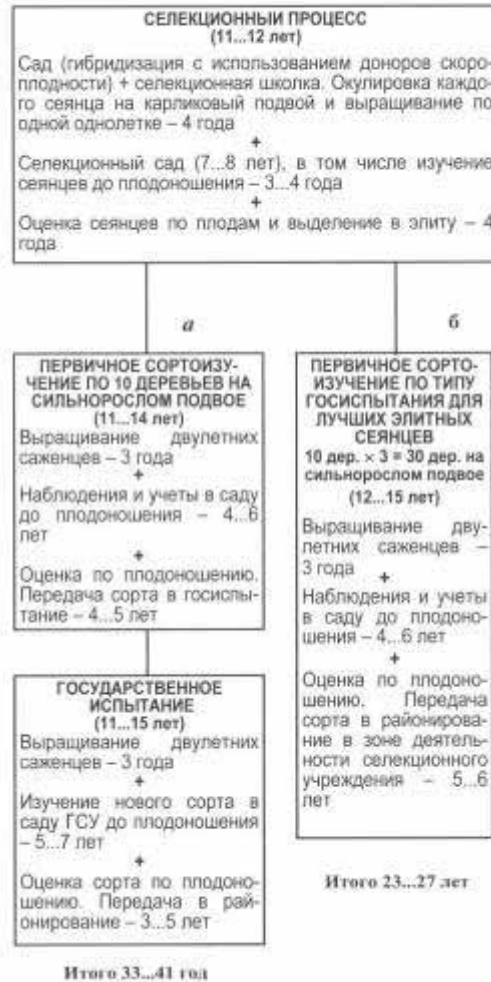 СЕЛЕКЦИОННЫЙ ПРОЦЕСС
(11...12 лет)
Сад (гибридизация с использованием доноров скоро-
плодности) + селекционная школка. Окулировка каждо-
го сеянца на карликовый подвой и выращивание по
одной однолетке – 4 года
+
Селекционный сад (7...8 лет), в том числе изучение
сеянцев до плодоношения – 3...4 года
+
Оценка сеянцев по плодам и выделение в элиту – 4
года
а
ПЕРВИЧНОЕ СОРТОИЗУ-
ЧЕНИЕ ПО 10 ДЕРЕВЬЕВ НА
СИЛЬНОРОСЛОМ ПОДВОЕ
(11...14 лет)
Выращивание двулетних
саженцев – 3 года
+
Наблюдения и учеты в саду
до плодоношения – 4...6
лет
+
Оценка по плодоношению.
Передача сорта в госиспы-
тание – 4...5 лет
ГОСУДАРСТВЕННОЕ
ИСПЫТАНИЕ
(11...15 лет)
Выращивание двулетних
саженцев – 3 года
+
Изучение нового сорта в
саду ГСУ до плодоношения
– 5...7 лет
+
Оценка сорта по плодоно-
шению. Передача в рай-
онирование – 3...5 лет
Итого 33...41 год
б
ПЕРВИЧНОЕ СОРТО-
ИЗУЧЕНИЕ ПО ТИПУ
ГОСИСПЫТАНИЯ ДЛЯ
ЛУЧШИХ ЭЛИТНЫХ
СЕЯНЦЕВ
10 дер. × 3 = 30 дер. на
сильнорослом подвое
(12...15 лет)
Выращивание дву-
летних саженцев –
3 года
+
Наблюдения и учеты
в саду до плодоно-
шения – 4...6 лет
+
Оценка по плодоно-
шению. Передача
сорта в районирова-
ние в зоне деятель-
ности селекционного
учреждения – 5...6
лет
Итого 23...27 лет